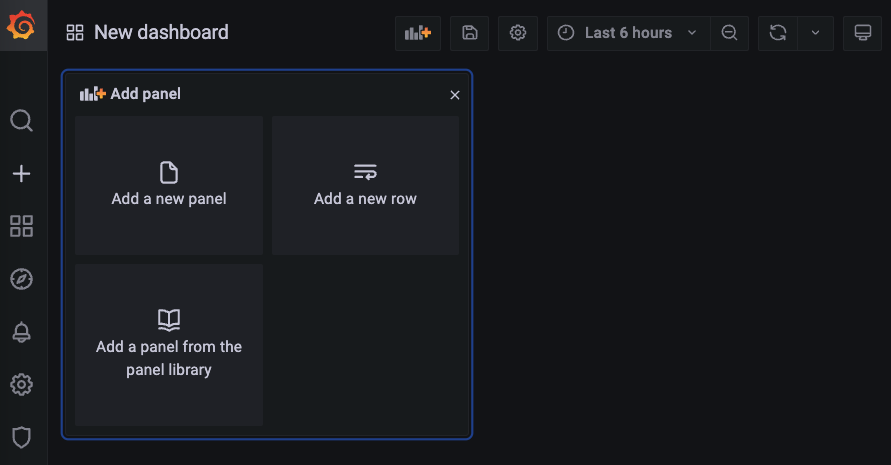 New dashboard
Last 6 hours
Add panel
Add a new panel
Add a new row
Add a panel from the
panel library